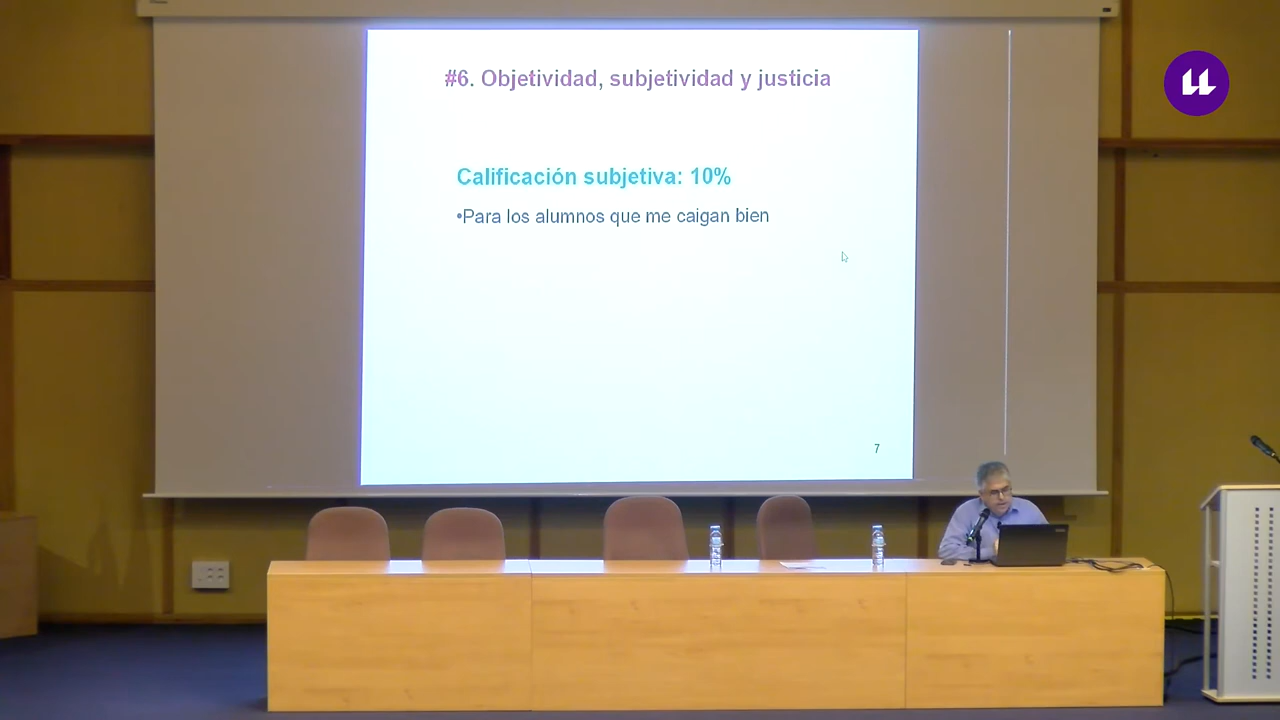 #6. Objetividad, subjetividad y justicia
Calificación subjetiva: 10%
•Para los alumnos que me caigan bien
7